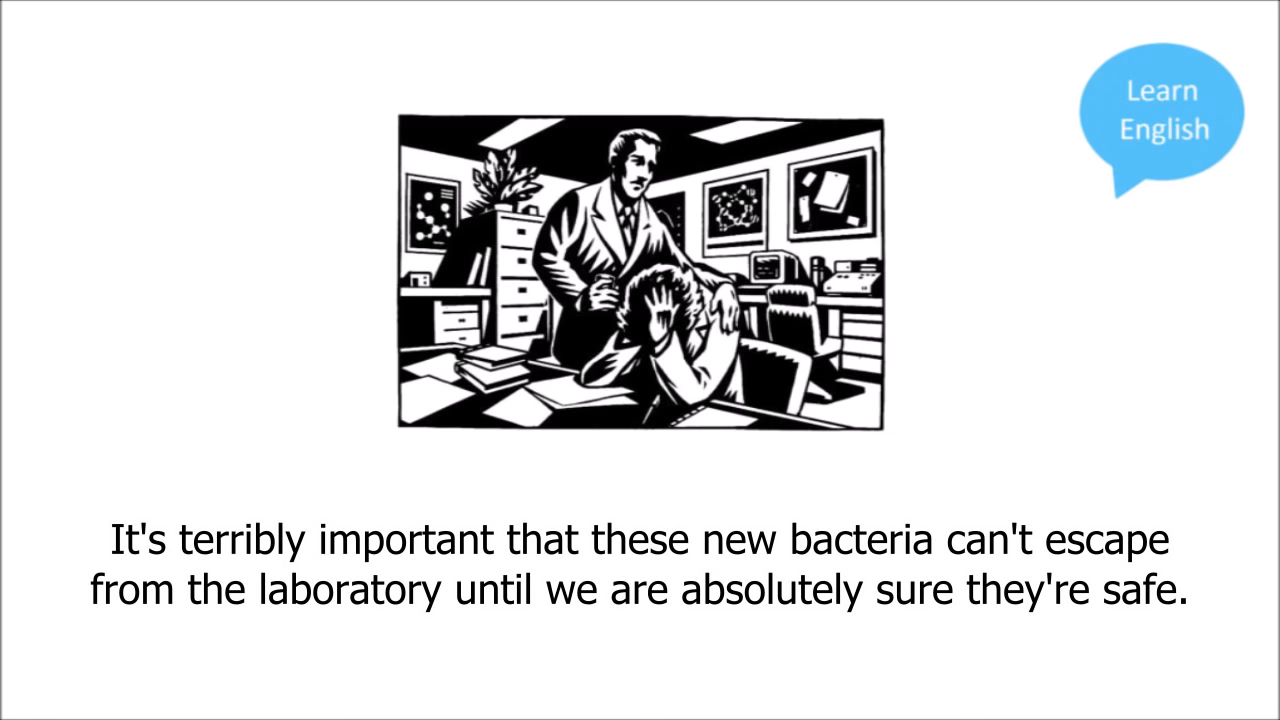 Learn
English
It's terribly important that these new bacteria can't escape
from the laboratory until we are absolutely sure they're safe.